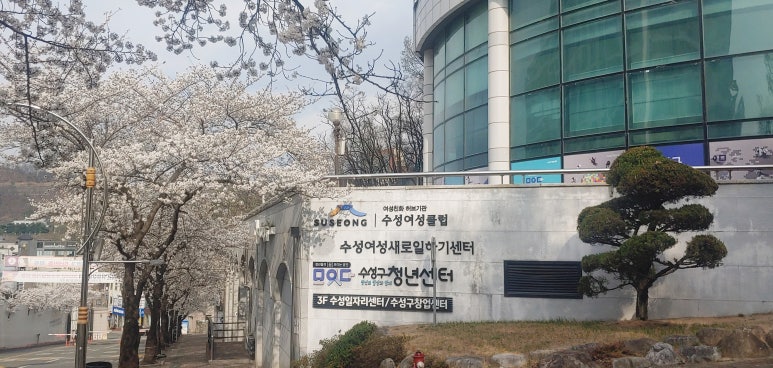 여성친화 허브기관
SUSEONG 수성여성클럽
수성여성새로일하기센터
수성구청년센터
3F 수성일자리센터/수성구창업센터